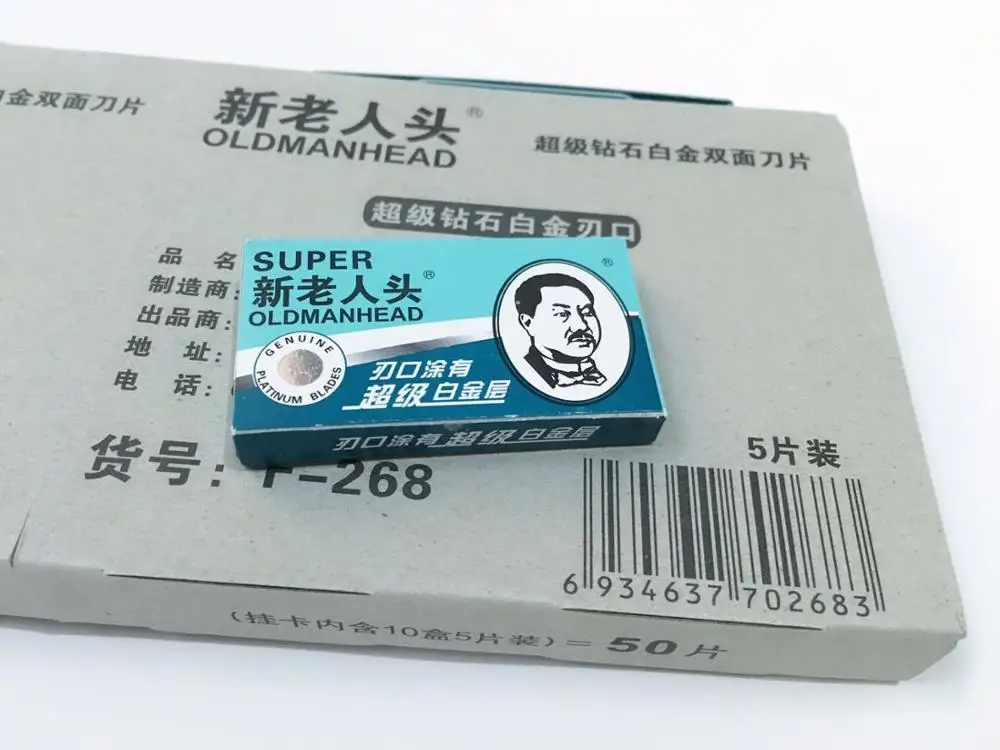 金双面刀片
新老人头®
OLDMANHEAD
超级钻石白金双面刀片
超级钻石白金刃口
品 名
制造商:
出品商:
地 址:
电 话:
SUPER
新老人头®
OLDMANHEAD
®
GENUINE
PLATINUM BLADES
刃口涂有
超级白金层
刃口涂有超级白金层
货号: F-268
5片装
6 934637 702683
(挂卡内含10盒5片装)=50片